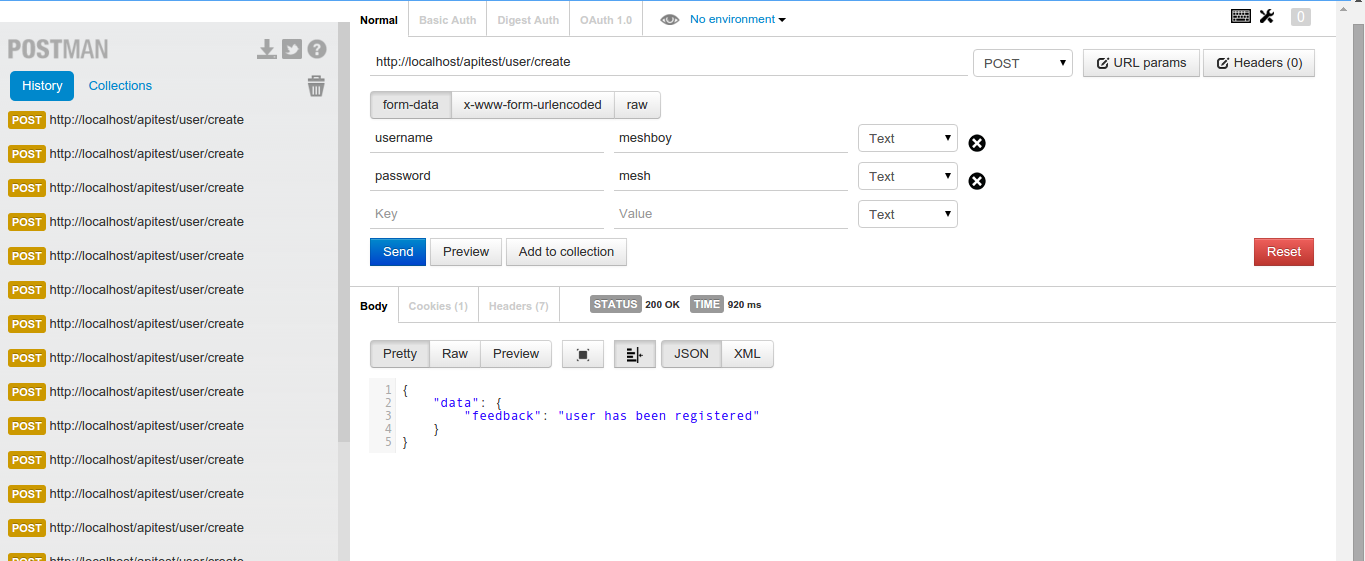 Normal Basic Auth Digest Auth OAuth 1.0 No environment 0
POSTMAN
History Collections
POST http://localhost/apitest/user/create
POST http://localhost/apitest/user/create
POST http://localhost/apitest/user/create
POST http://localhost/apitest/user/create
POST http://localhost/apitest/user/create
POST http://localhost/apitest/user/create
POST http://localhost/apitest/user/create
POST http://localhost/apitest/user/create
POST http://localhost/apitest/user/create
POST http://localhost/apitest/user/create
POST http://localhost/apitest/user/create
POST http://localhost/apitest/user/create
POST http://localhost/apitest/user/create
POST http://localhost/apitest/user/create
http://localhost/apitest/user/create POST URL params Headers (0)
form-data x-www-form-urlencoded raw
username meshboy Text
password mesh Text
Key Value Text
Send Preview Add to collection Reset
Body Cookies (1) Headers (7) STATUS 200 OK TIME 920 ms
Pretty Raw Preview JSON XML
1 {
2 "data": {
3 "feedback": "user has been registered"
4 }
5 }